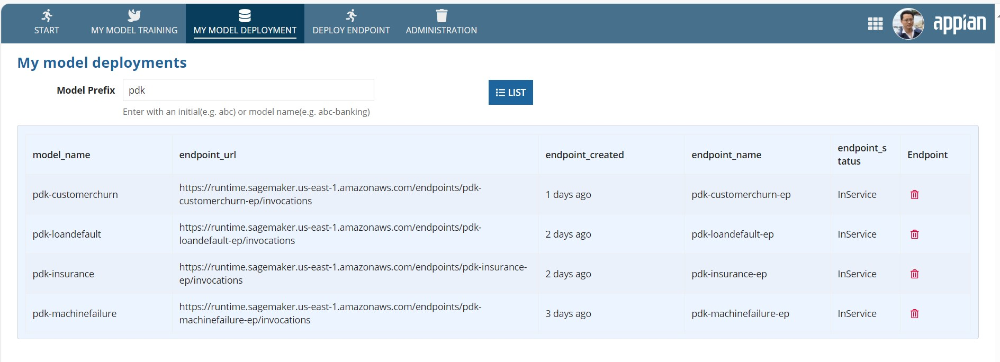 START
MY MODEL TRAINING
MY MODEL DEPLOYMENT
DEPLOY ENDPOINT
ADMINISTRATION
appian
My model deployments
Model Prefix
pdk
LIST
Enter with an initial(e.g. abc) or model name(e.g. abc-banking)
model_name
endpoint_url
endpoint_created
endpoint_name
endpoint_s
tatus
Endpoint
pdk-customerchurn
https://runtime.sagemaker.us-east-1.amazonaws.com/endpoints/pdk-
customerchurn-ep/invocations
1 days ago
pdk-customerchurn-ep
InService
pdk-loandefault
https://runtime.sagemaker.us-east-1.amazonaws.com/endpoints/pdk-
loandefault-ep/invocations
2 days ago
pdk-loandefault-ep
InService
pdk-insurance
https://runtime.sagemaker.us-east-1.amazonaws.com/endpoints/pdk-insurance-
ep/invocations
2 days ago
pdk-insurance-ep
InService
pdk-machinefailure
https://runtime.sagemaker.us-east-1.amazonaws.com/endpoints/pdk-
machinefailure-ep/invocations
3 days ago
pdk-machinefailure-ep
InService